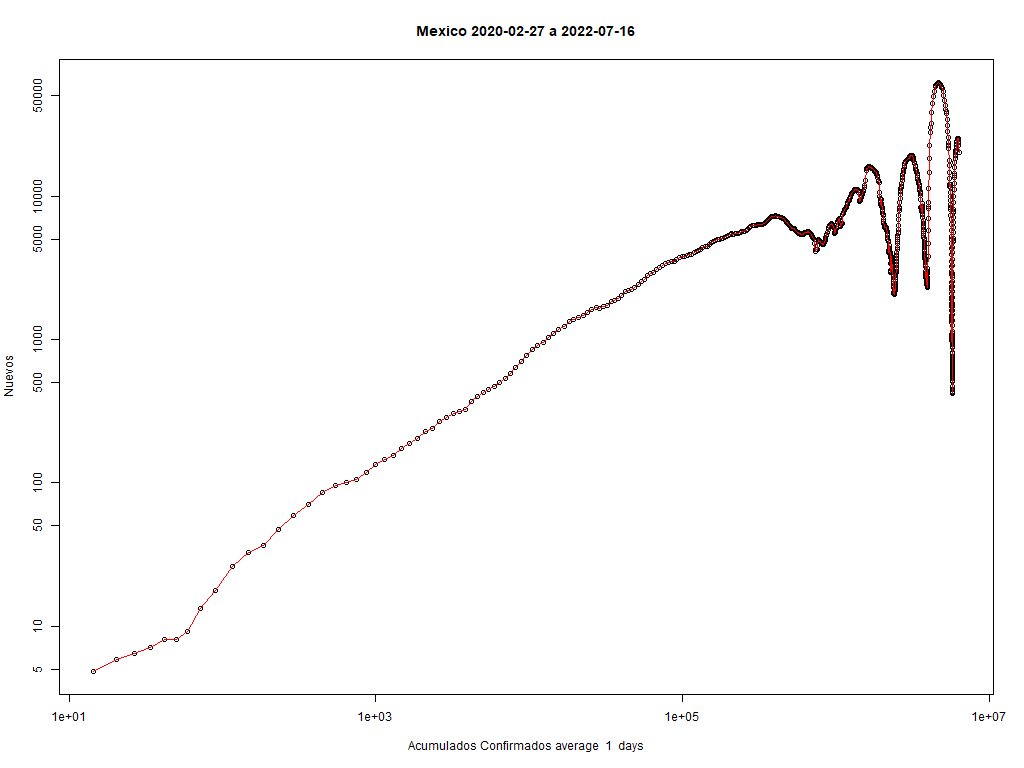 Mexico 2020-02-27 a 2022-07-16
Nuevos
50000
10000
5000
1000
500
100
50
10
5
1e+01
1e+03
1e+05
1e+07
Acumulados Confirmados average 1 days